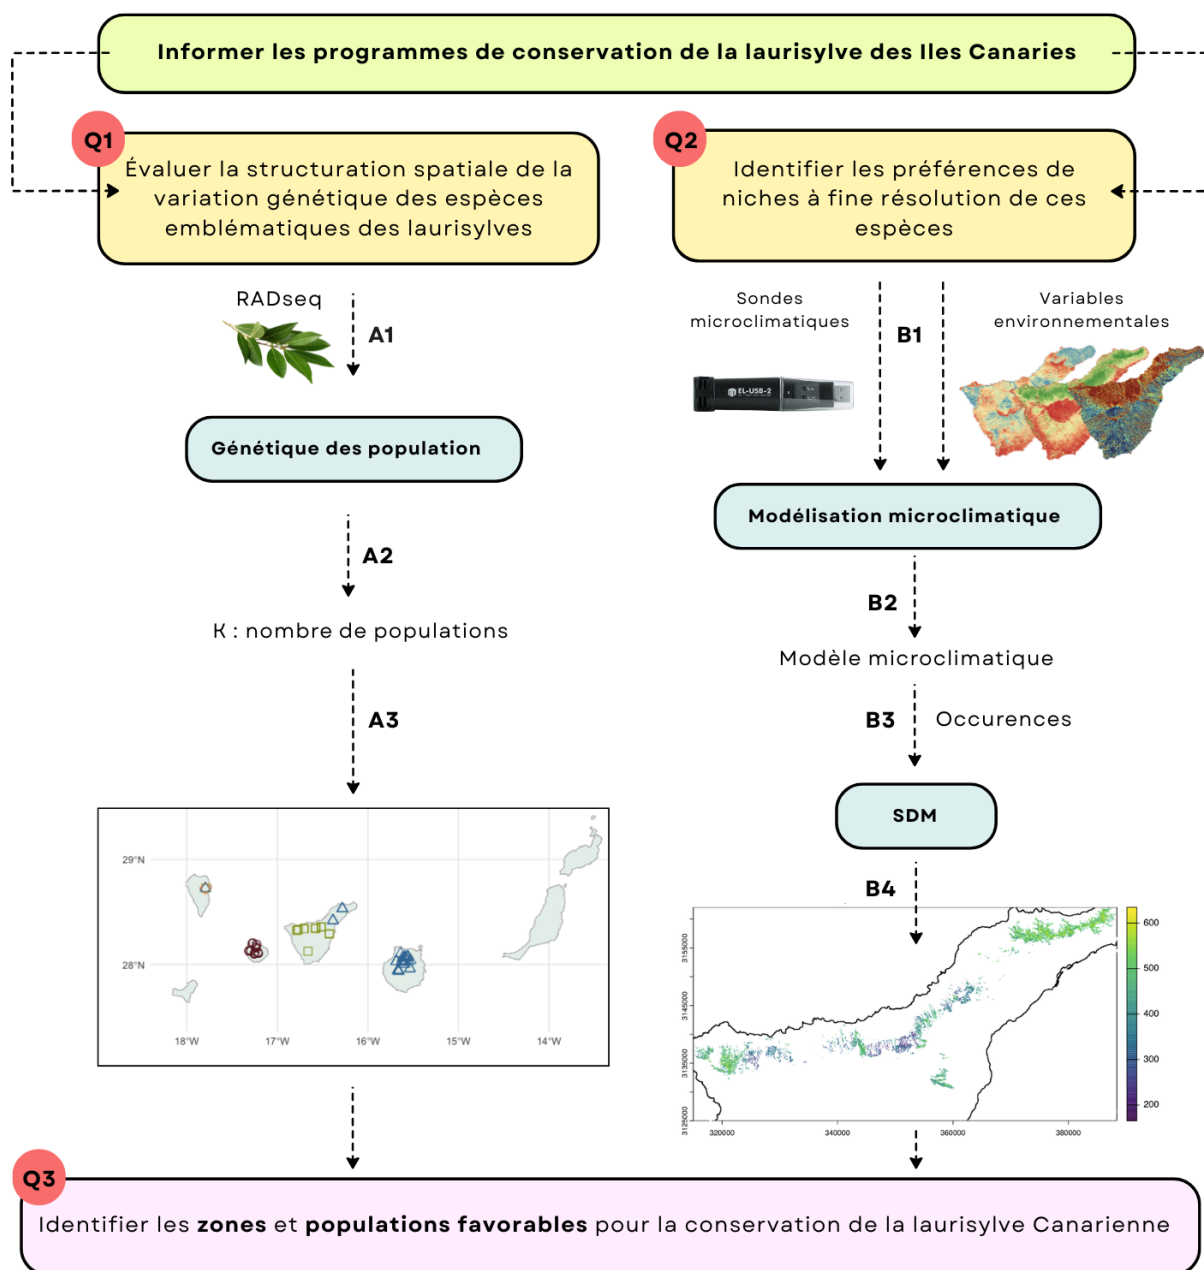 Informer les programmes de conservation de la laurisylve des Iles Canaries
Q1
Évaluer la structuration spatiale de la
variation génétique des espèces
emblématiques des laurisylves
Q2
Identifier les préférences de
niches à fine résolution de ces
espèces
RADseq
A1
Sondes
microclimatiques
B1
Variables
environnementales
EL-USB-2
Génétique des population
Modélisation microclimatique
A2
B2
K : nombre de populations
Modèle microclimatique
A3
B3
Occurences
SDM
B4
29°N
28°N
18°W
17°W
16°W
15°W
14°W
3155000
3145000
3135000
3125000
320000
340000
360000
380000
600
500
400
300
200
Q3
Identifier les zones et populations favorables pour la conservation de la laurisylve Canarienne